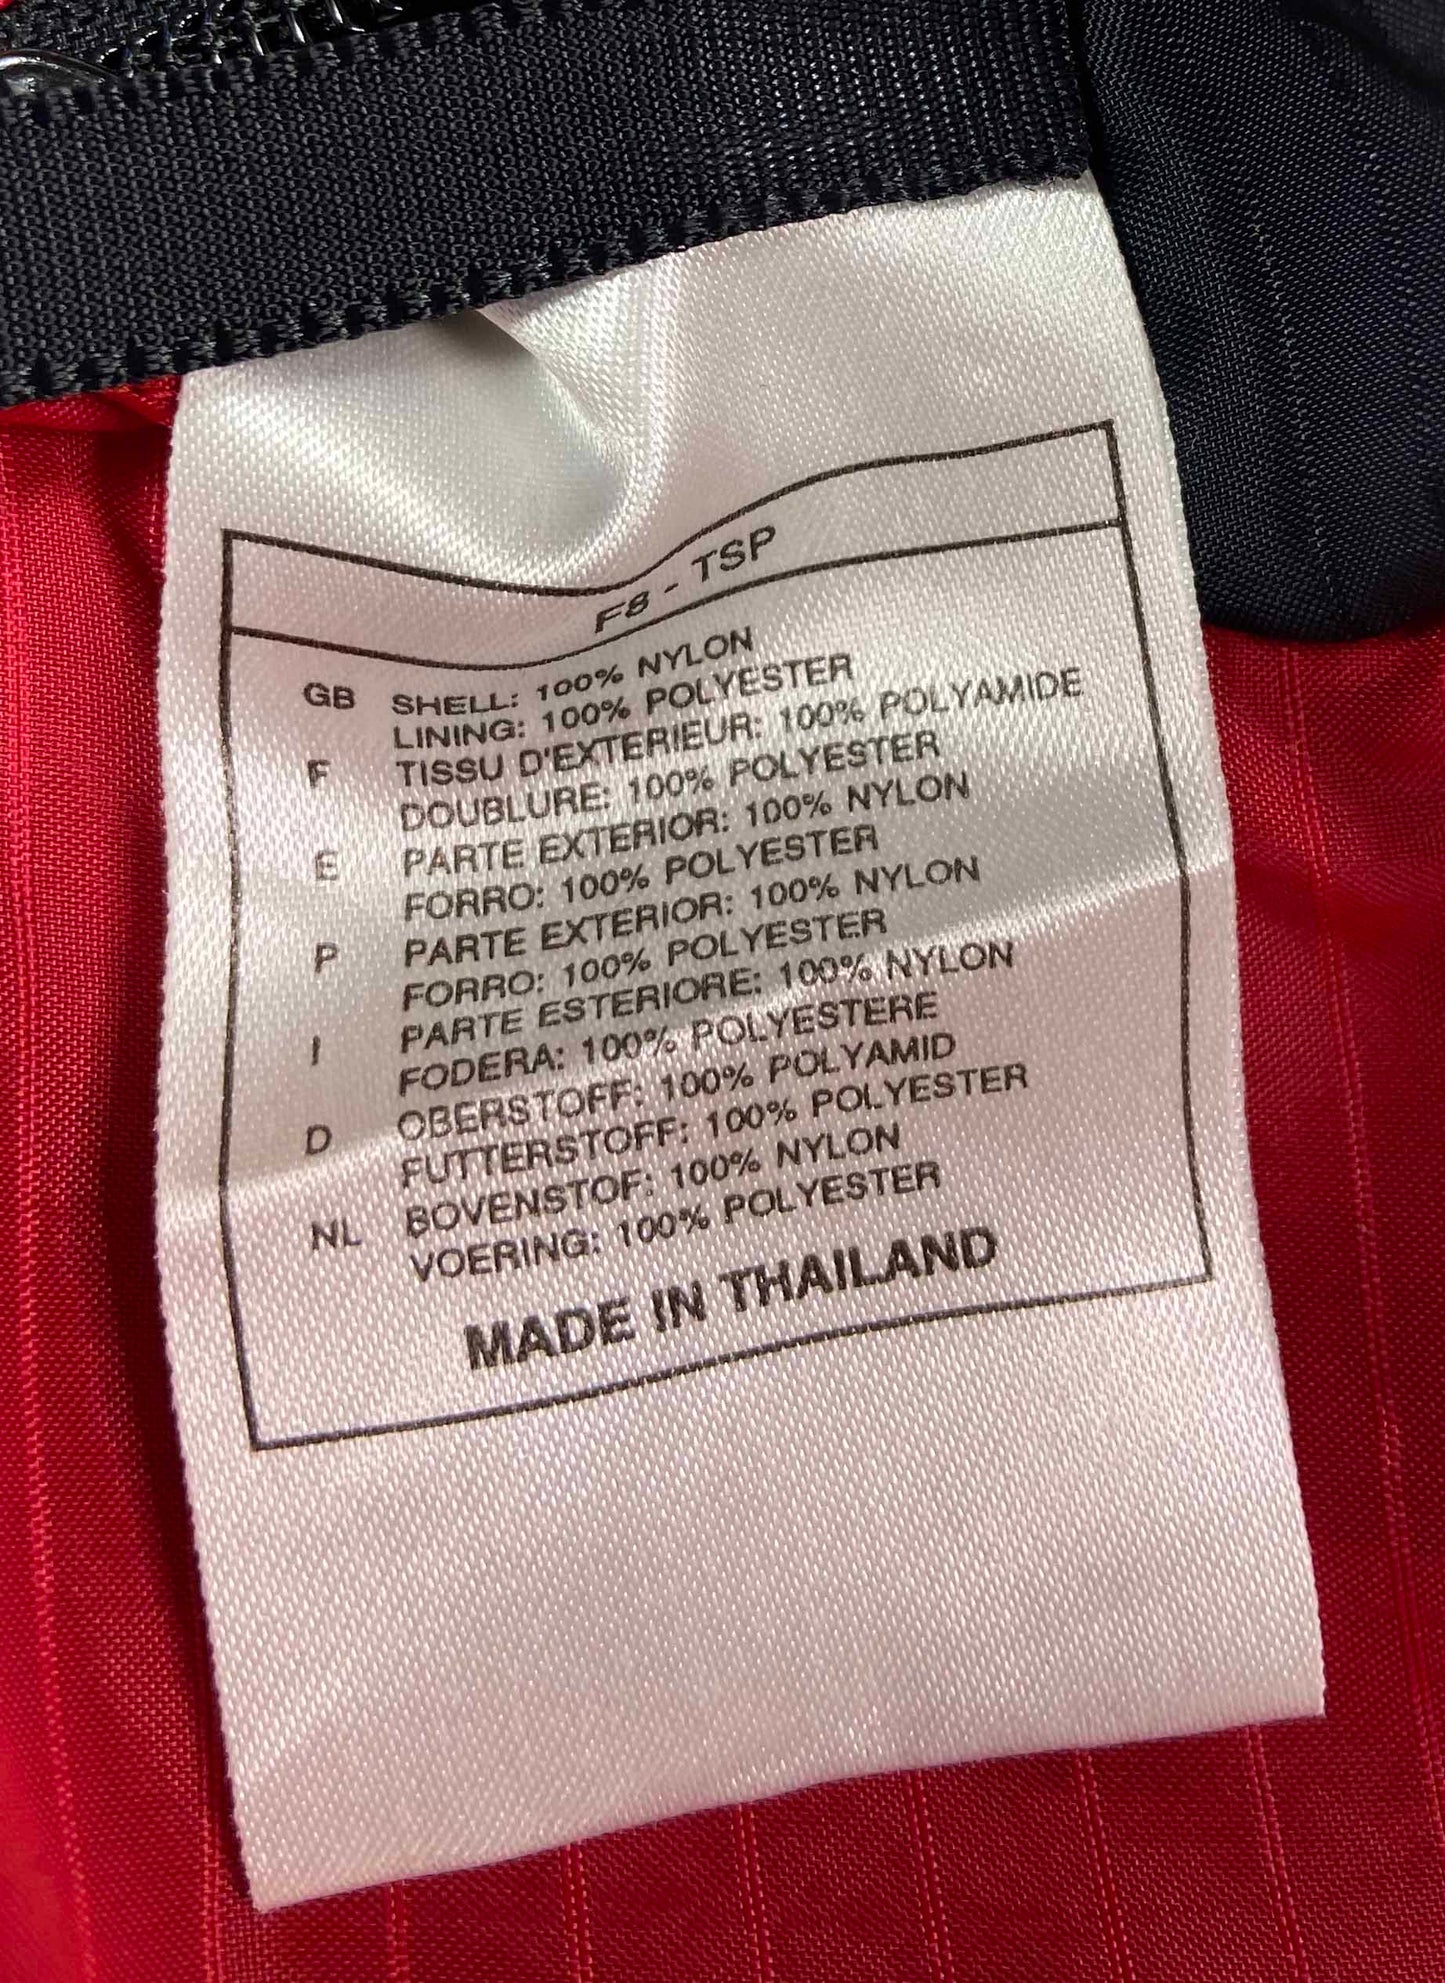 F8 - TSP
GB SHELL: 100% NYLON
LINING: 100% POLYESTER
F TISSU D'EXTERIEUR: 100% POLYAMIDE
DOUBLURE: 100% POLYESTER
E PARTE EXTERIOR: 100% NYLON
FORRO: 100% POLYESTER
P PARTE EXTERIOR: 100% NYLON
FORRO: 100% POLYESTER
I PARTE ESTERIORE: 100% NYLON
FODERA: 100% POLYESTERE
D OBERSTOFF: 100% POLYAMID
FUTTERSTOFF: 100% POLYESTER
NL BOVENSTOF: 100% NYLON
VOERING: 100% POLYESTER
MADE IN THAILAND